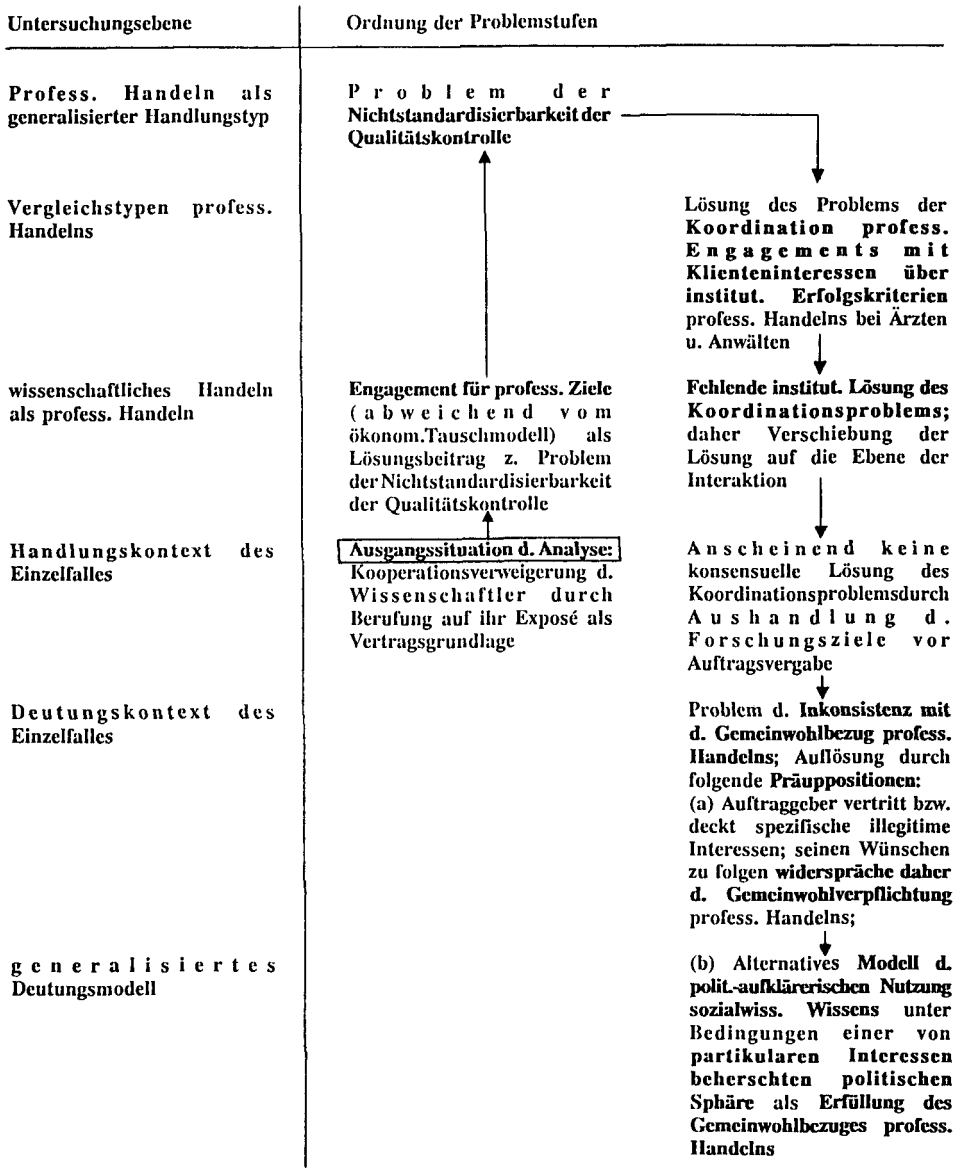 Untersuchungsebene
Ordnung der Problemstufen
Profess. Handeln als
generalisierter Handlungstyp
Problem der
Nichtstandardisierbarkeit der
Qualitätskontrolle
Vergleichstypen profess.
Handelns
Lösung des Problems der
Koordination profess.
Engagements mit
Klienteninteressen über
institut. Erfolgskriterien
profess. Handelns bei Ärzten
u. Anwälten
wissenschaftliches Handeln
als profess. Handeln
Engagement für profess. Ziele
(abweichend vom
ökonom.Tauschmodell) als
Lösungsbeitrag z. Problem
der Nichtstandardisierbarkeit
der Qualitätskontrolle
Fehlende institut. Lösung des
Koordinationsproblems;
daher Verschiebung der
Lösung auf die Ebene der
Interaktion
Handlungskontext des
Einzelfalles
Ausgangssituation d. Analyse:
Kooperationsverweigerung d.
Wissenschaftler durch
Berufung auf ihr Exposé als
Vertragsgrundlage
Anscheinend keine
konsensuelle Lösung des
Koordinationsproblemsdurch
Aushandlung d.
Forschungsziele vor
Auftragsvergabe
Deutungskontext des
Einzelfalles
Problem d. Inkonsistenz mit
d. Gemeinwohlbezug profess.
Handelns; Auflösung durch
folgende Präuppositionen:
(a) Auftraggeber vertritt bzw.
deckt spezifische illegitime
Interessen; seinen Wünschen
zu folgen widerspräche daher
d. Gemeinwohlverpflichtung
profess. Handelns;
generalisiertes
Deutungsmodell
(b) Alternatives Modell d.
polit.-aufklärerischen Nutzung
sozialwiss. Wissens unter
Bedingungen einer von
partikularen Interessen
beherschten politischen
Sphäre als Erfüllung des
Gemeinwohlbezuges profess.
Handelns